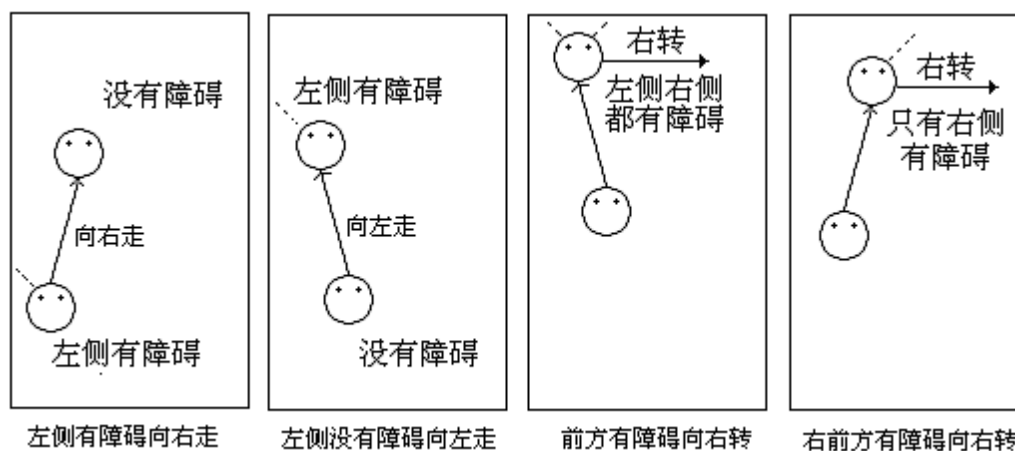 没有障碍
向右走
左侧有障碍
左侧有障碍向右走
左侧有障碍
向左走
没有障碍
左侧没有障碍向左走
右转
左侧右侧
都有障碍
前方有障碍向右转
右转
只有右侧
有障碍
右前方有障碍向右转